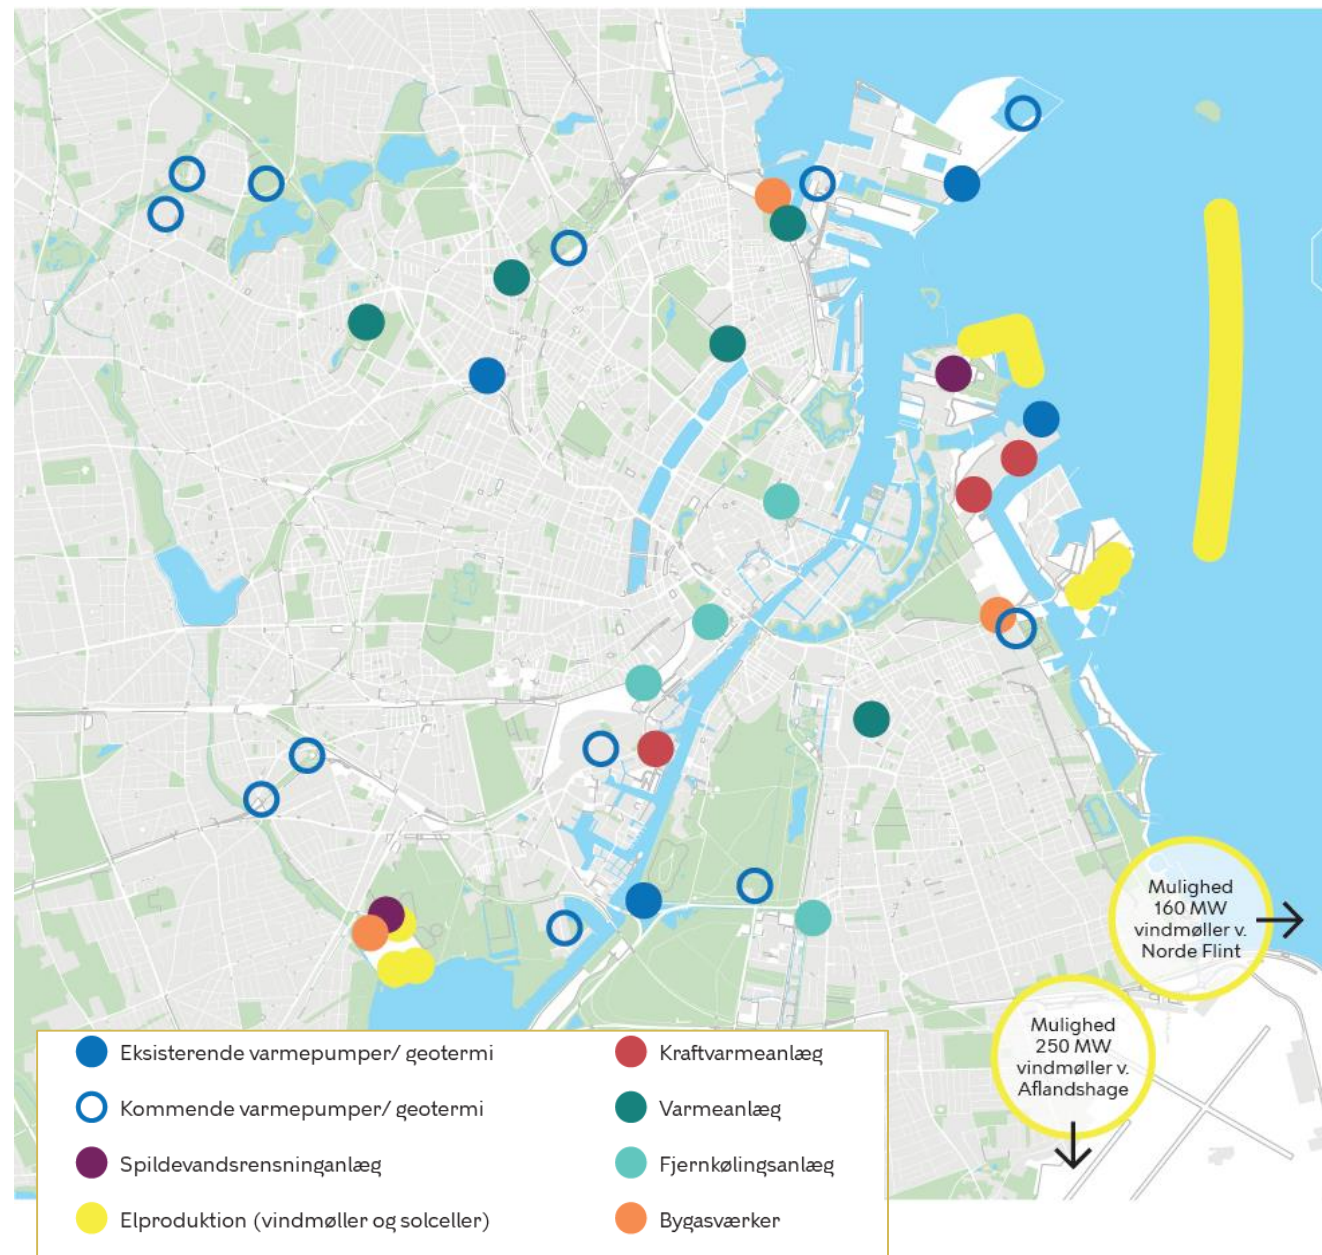 Mulighed
160 MW
vindmøller v.
Norde Flint
Mulighed
250 MW
vindmøller v.
Aflandshage
Eksisterende varmepumper/ geotermi
Kommende varmepumper/ geotermi
Spildevandsrensninganlæg
Elproduktion (vindmøller og solceller)
Kraftvarmeanlæg
Varmeanlæg
Fjernkølingsanlæg
Bygasværker